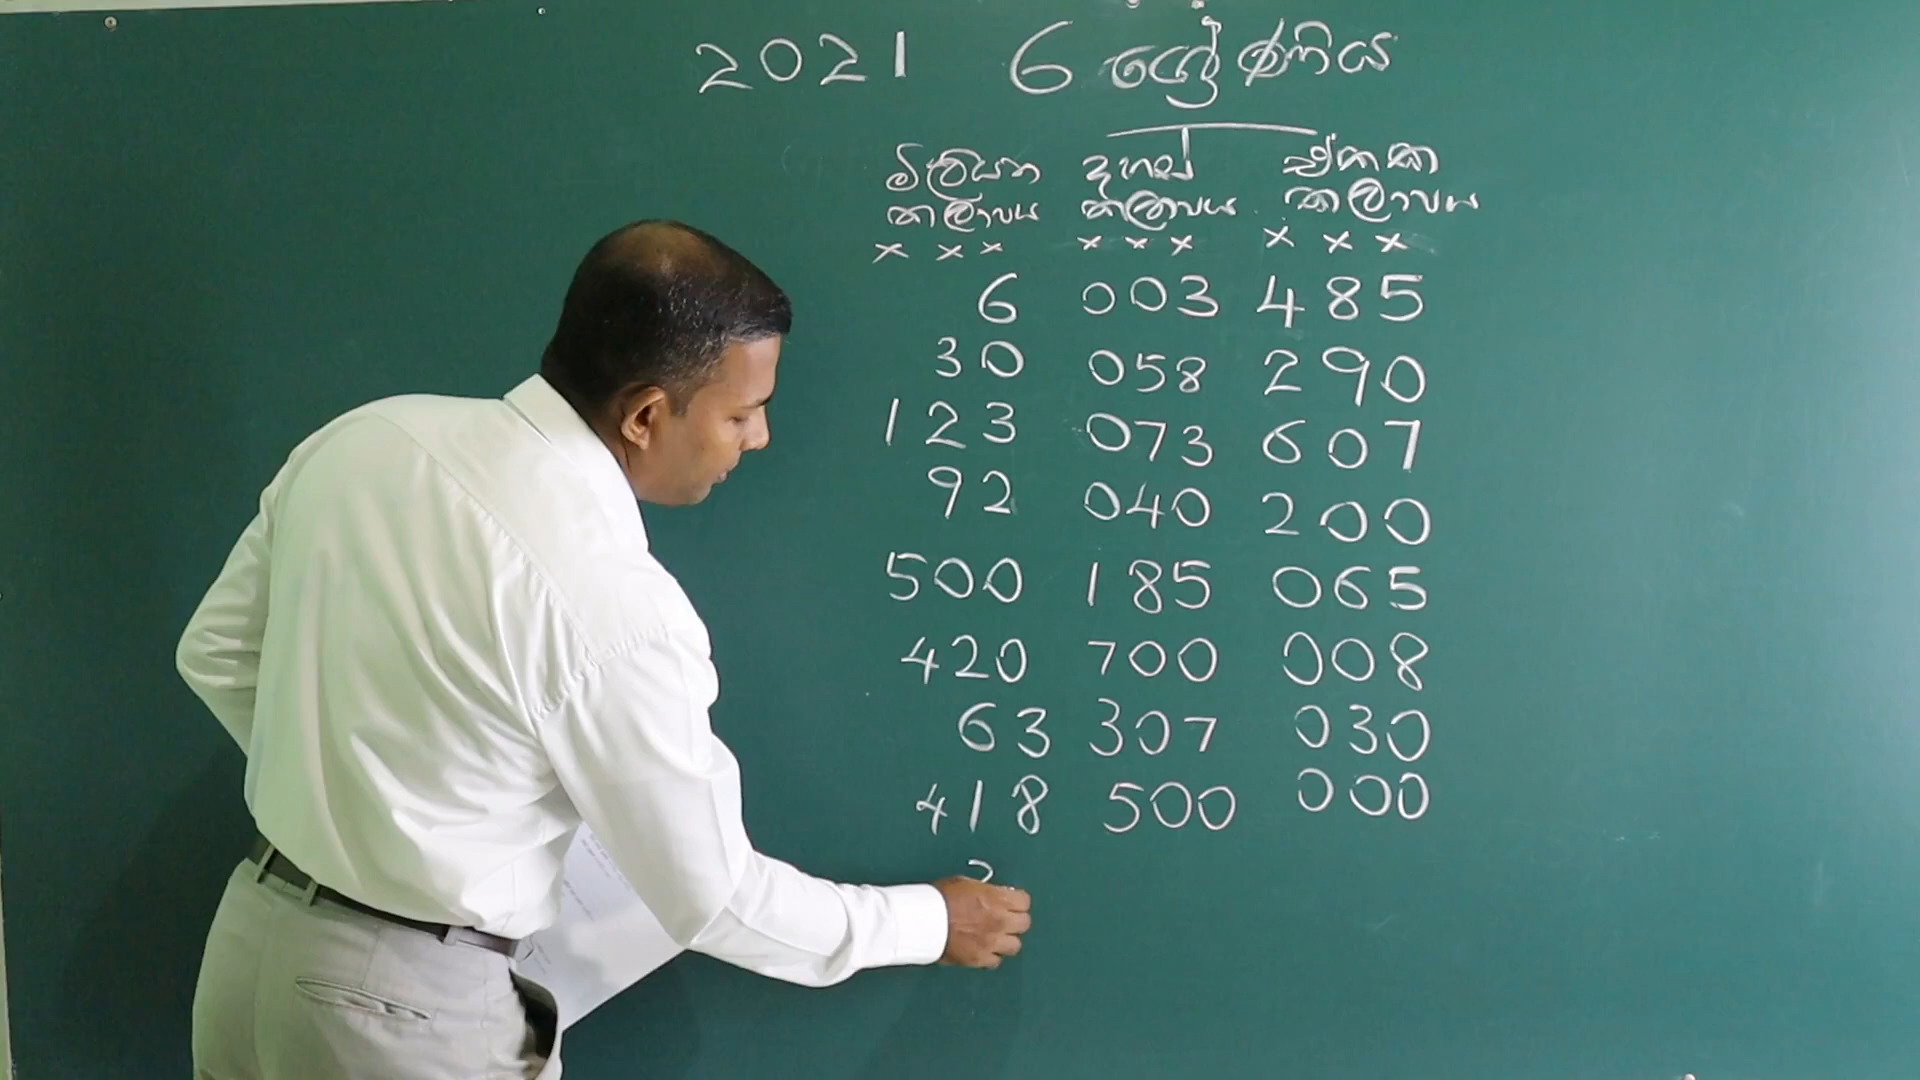 2021 6 ශ්‍රේණිය
මිලියන දහස් ඒකක
කලාපය කලාපය කලාපය
× × × × × × × × ×
6 003 485
30 058 290
123 073 607
92 040 200
500 185 065
420 700 008
63 307 030
418 500 000